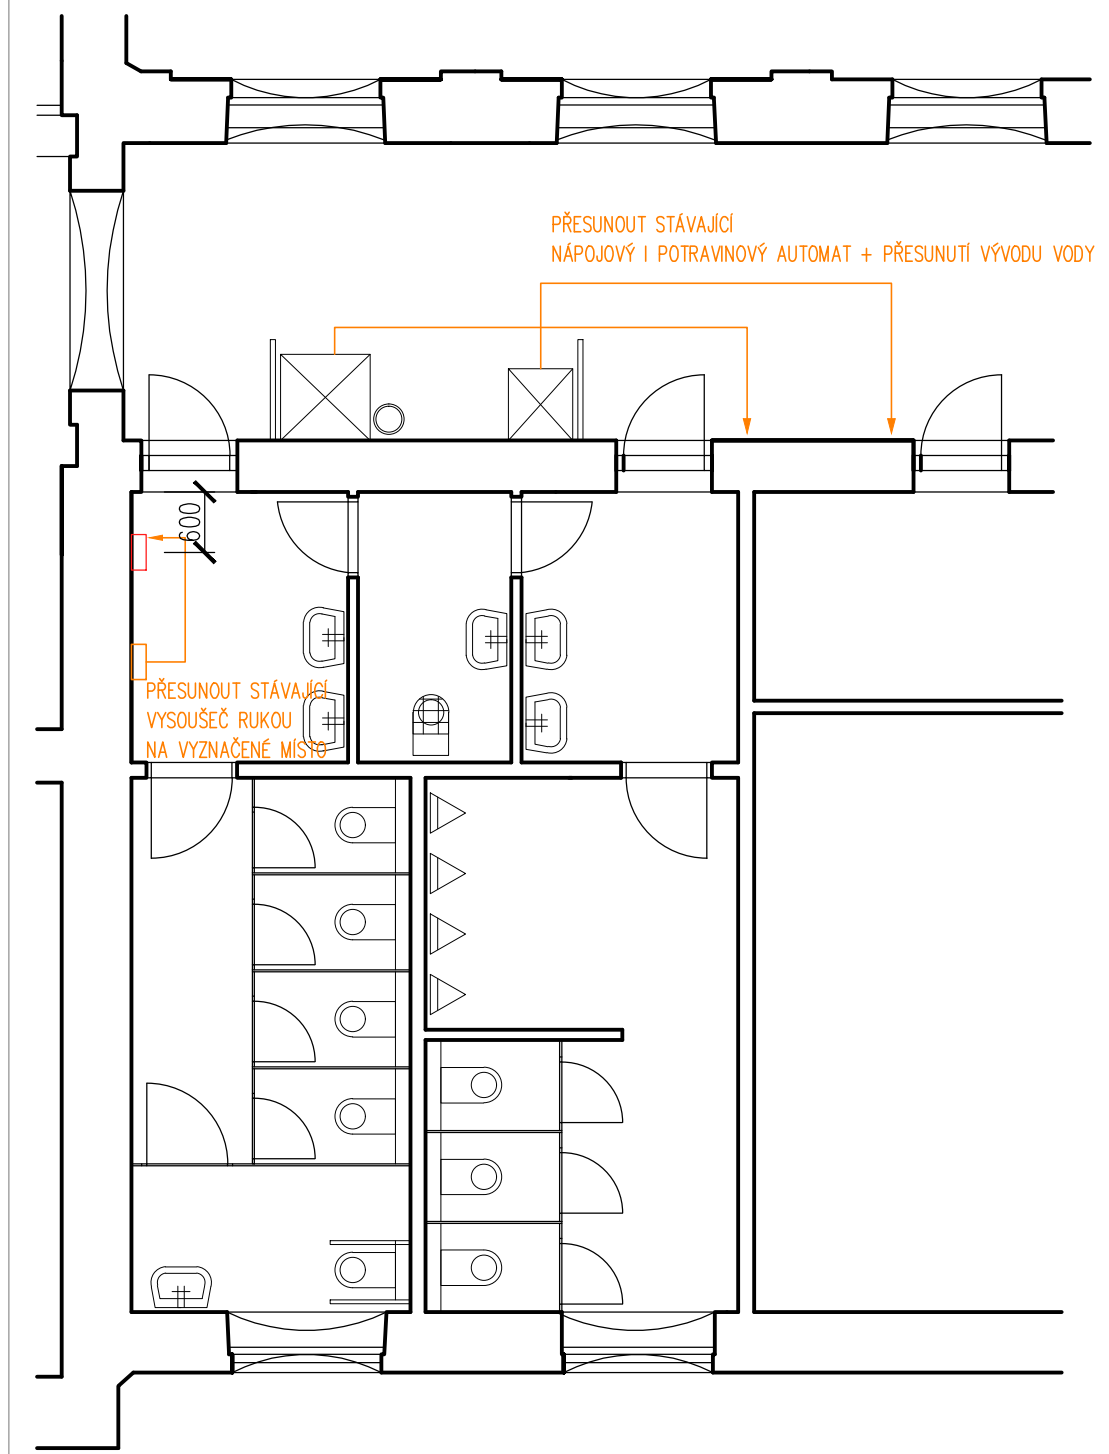 PŘESUNOUT STÁVAJÍCÍ
NÁPOJOVÝ I POTRAVINOVÝ AUTOMAT + PŘESUNUTÍ VÝVODU VODY
600
PŘESUNOUT STÁVAJÍCÍ
VYSOUŠEČ RUKOU
NA VYZNAČENÉ MÍSTO